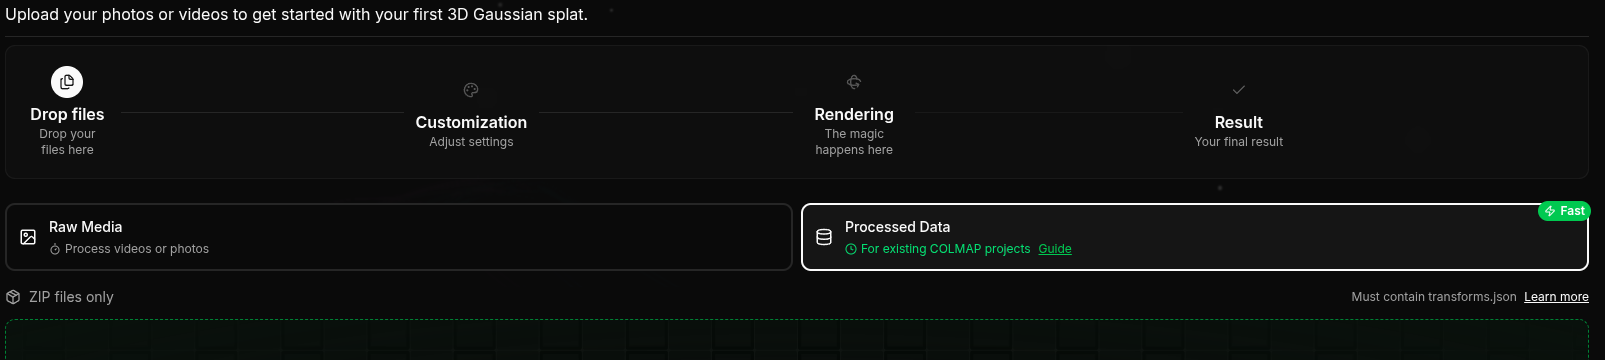 Upload your photos or videos to get started with your first 3D Gaussian splat.
Drop files
Drop your
files here
Customization
Adjust settings
Rendering
The magic
happens here
Result
Your final result
Raw Media
Process videos or photos
Fast
Processed Data
For existing COLMAP projects Guide
ZIP files only
Must contain transforms.json Learn more